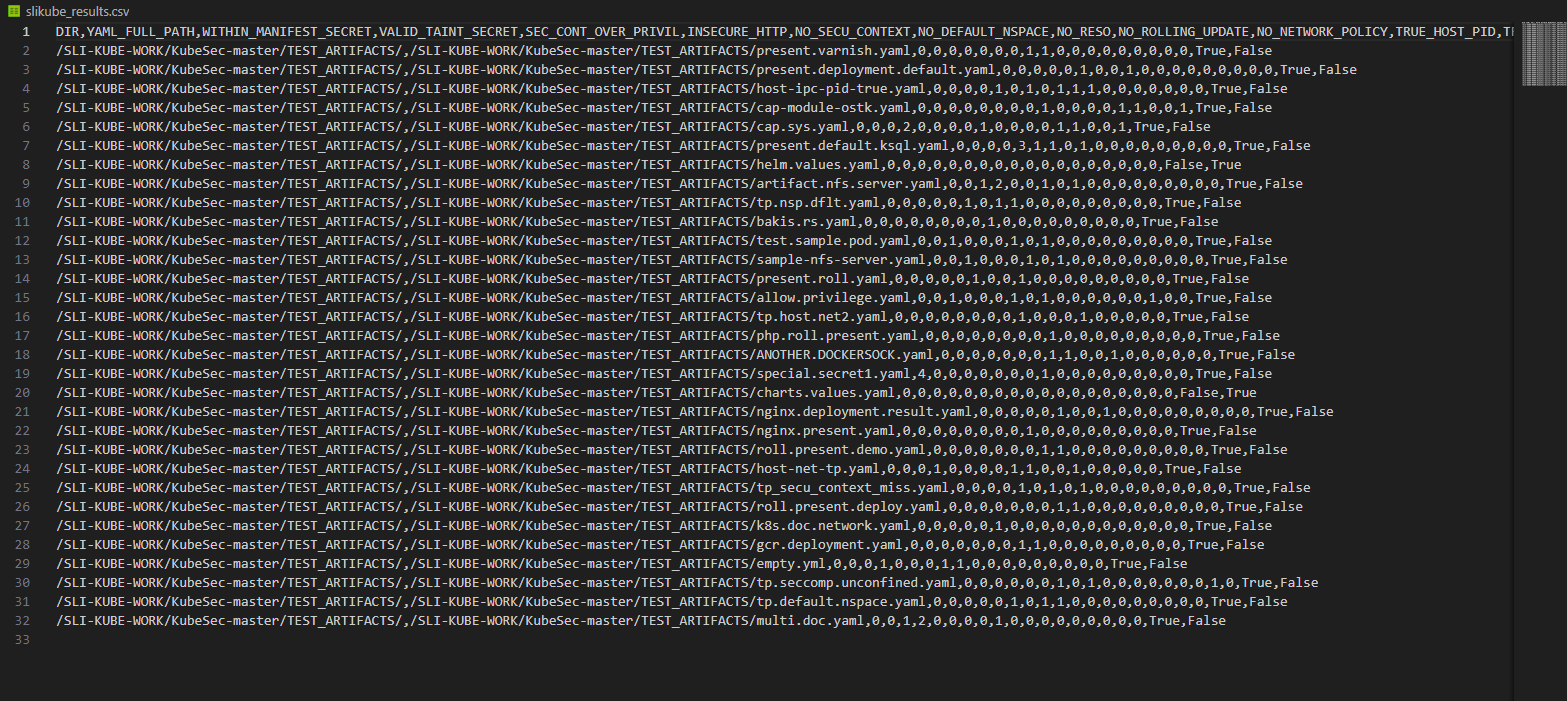 slikube_results.csv
1 DIR,YAML_FULL_PATH,WITHIN_MANIFEST_SECRET,VALID_TAINT_SECRET,SEC_CONT_OVER_PRIVIL,INSECURE_HTTP,NO_SECU_CONTEXT,NO_DEFAULT_NSPACE,NO_RESO,NO_ROLLING_UPDATE,NO_NETWORK_POLICY,TRUE_HOST_PID,T
2 /SLI-KUBE-WORK/KubeSec-master/TEST_ARTIFACTS/,/SLI-KUBE-WORK/KubeSec-master/TEST_ARTIFACTS/present.varnish.yaml,0,0,0,0,0,0,0,1,1,0,0,0,0,0,0,0,0,0,True,False
3 /SLI-KUBE-WORK/KubeSec-master/TEST_ARTIFACTS/,/SLI-KUBE-WORK/KubeSec-master/TEST_ARTIFACTS/present.deployment.default.yaml,0,0,0,0,0,1,0,0,1,0,0,0,0,0,0,0,0,0,True,False
4 /SLI-KUBE-WORK/KubeSec-master/TEST_ARTIFACTS/,/SLI-KUBE-WORK/KubeSec-master/TEST_ARTIFACTS/host-ipc-pid-true.yaml,0,0,0,0,1,0,1,0,1,1,1,0,0,0,0,0,0,0,True,False
5 /SLI-KUBE-WORK/KubeSec-master/TEST_ARTIFACTS/,/SLI-KUBE-WORK/KubeSec-master/TEST_ARTIFACTS/cap-module-ostk.yaml,0,0,0,0,0,0,0,0,1,0,0,0,0,1,1,0,0,1,True,False
6 /SLI-KUBE-WORK/KubeSec-master/TEST_ARTIFACTS/,/SLI-KUBE-WORK/KubeSec-master/TEST_ARTIFACTS/cap.sys.yaml,0,0,0,2,0,0,0,0,1,0,0,0,0,1,1,0,0,1,True,False
7 /SLI-KUBE-WORK/KubeSec-master/TEST_ARTIFACTS/,/SLI-KUBE-WORK/KubeSec-master/TEST_ARTIFACTS/present.default.ksql.yaml,0,0,0,0,3,1,1,0,1,0,0,0,0,0,0,0,0,0,True,False
8 /SLI-KUBE-WORK/KubeSec-master/TEST_ARTIFACTS/,/SLI-KUBE-WORK/KubeSec-master/TEST_ARTIFACTS/helm.values.yaml,0,0,0,0,0,0,0,0,0,0,0,0,0,0,0,0,0,0,False,True
9 /SLI-KUBE-WORK/KubeSec-master/TEST_ARTIFACTS/,/SLI-KUBE-WORK/KubeSec-master/TEST_ARTIFACTS/artifact.nfs.server.yaml,0,0,1,2,0,0,1,0,1,0,0,0,0,0,0,0,0,0,True,False
10 /SLI-KUBE-WORK/KubeSec-master/TEST_ARTIFACTS/,/SLI-KUBE-WORK/KubeSec-master/TEST_ARTIFACTS/tp.nsp.dflt.yaml,0,0,0,0,0,1,0,1,1,0,0,0,0,0,0,0,0,0,True,False
11 /SLI-KUBE-WORK/KubeSec-master/TEST_ARTIFACTS/,/SLI-KUBE-WORK/KubeSec-master/TEST_ARTIFACTS/bakis.rs.yaml,0,0,0,0,0,0,0,0,1,0,0,0,0,0,0,0,0,0,True,False
12 /SLI-KUBE-WORK/KubeSec-master/TEST_ARTIFACTS/,/SLI-KUBE-WORK/KubeSec-master/TEST_ARTIFACTS/test.sample.pod.yaml,0,0,1,0,0,0,1,0,1,0,0,0,0,0,0,0,0,0,True,False
13 /SLI-KUBE-WORK/KubeSec-master/TEST_ARTIFACTS/,/SLI-KUBE-WORK/KubeSec-master/TEST_ARTIFACTS/sample-nfs-server.yaml,0,0,1,0,0,0,1,0,1,0,0,0,0,0,0,0,0,0,True,False
14 /SLI-KUBE-WORK/KubeSec-master/TEST_ARTIFACTS/,/SLI-KUBE-WORK/KubeSec-master/TEST_ARTIFACTS/present.roll.yaml,0,0,0,0,0,1,0,0,1,0,0,0,0,0,0,0,0,0,True,False
15 /SLI-KUBE-WORK/KubeSec-master/TEST_ARTIFACTS/,/SLI-KUBE-WORK/KubeSec-master/TEST_ARTIFACTS/allow.privilege.yaml,0,0,1,0,0,0,1,0,1,0,0,0,0,0,0,1,0,0,True,False
16 /SLI-KUBE-WORK/KubeSec-master/TEST_ARTIFACTS/,/SLI-KUBE-WORK/KubeSec-master/TEST_ARTIFACTS/tp.host.net2.yaml,0,0,0,0,0,0,0,0,1,0,0,0,1,0,0,0,0,0,True,False
17 /SLI-KUBE-WORK/KubeSec-master/TEST_ARTIFACTS/,/SLI-KUBE-WORK/KubeSec-master/TEST_ARTIFACTS/php.roll.present.yaml,0,0,0,0,0,0,0,0,1,0,0,0,0,0,0,0,0,0,True,False
18 /SLI-KUBE-WORK/KubeSec-master/TEST_ARTIFACTS/,/SLI-KUBE-WORK/KubeSec-master/TEST_ARTIFACTS/ANOTHER.DOCKERSOCK.yaml,0,0,0,0,0,0,0,1,1,0,0,1,0,0,0,0,0,0,True,False
19 /SLI-KUBE-WORK/KubeSec-master/TEST_ARTIFACTS/,/SLI-KUBE-WORK/KubeSec-master/TEST_ARTIFACTS/special.secret1.yaml,4,0,0,0,0,0,0,0,1,0,0,0,0,0,0,0,0,0,True,False
20 /SLI-KUBE-WORK/KubeSec-master/TEST_ARTIFACTS/,/SLI-KUBE-WORK/KubeSec-master/TEST_ARTIFACTS/charts.values.yaml,0,0,0,0,0,0,0,0,0,0,0,0,0,0,0,0,0,0,False,True
21 /SLI-KUBE-WORK/KubeSec-master/TEST_ARTIFACTS/,/SLI-KUBE-WORK/KubeSec-master/TEST_ARTIFACTS/nginx.deployment.result.yaml,0,0,0,0,0,1,0,0,1,0,0,0,0,0,0,0,0,0,True,False
22 /SLI-KUBE-WORK/KubeSec-master/TEST_ARTIFACTS/,/SLI-KUBE-WORK/KubeSec-master/TEST_ARTIFACTS/nginx.present.yaml,0,0,0,0,0,0,0,0,1,0,0,0,0,0,0,0,0,0,True,False
23 /SLI-KUBE-WORK/KubeSec-master/TEST_ARTIFACTS/,/SLI-KUBE-WORK/KubeSec-master/TEST_ARTIFACTS/roll.present.demo.yaml,0,0,0,0,0,0,0,1,1,0,0,0,0,0,0,0,0,0,True,False
24 /SLI-KUBE-WORK/KubeSec-master/TEST_ARTIFACTS/,/SLI-KUBE-WORK/KubeSec-master/TEST_ARTIFACTS/host-net-tp.yaml,0,0,0,1,0,0,0,0,1,1,0,0,1,0,0,0,0,0,True,False
25 /SLI-KUBE-WORK/KubeSec-master/TEST_ARTIFACTS/,/SLI-KUBE-WORK/KubeSec-master/TEST_ARTIFACTS/tp_secu_context_miss.yaml,0,0,0,0,1,0,1,0,1,0,0,0,0,0,0,0,0,0,True,False
26 /SLI-KUBE-WORK/KubeSec-master/TEST_ARTIFACTS/,/SLI-KUBE-WORK/KubeSec-master/TEST_ARTIFACTS/roll.present.deploy.yaml,0,0,0,0,0,0,0,1,1,0,0,0,0,0,0,0,0,0,True,False
27 /SLI-KUBE-WORK/KubeSec-master/TEST_ARTIFACTS/,/SLI-KUBE-WORK/KubeSec-master/TEST_ARTIFACTS/k8s.doc.network.yaml,0,0,0,0,0,1,0,0,0,0,0,0,0,0,0,0,0,0,True,False
28 /SLI-KUBE-WORK/KubeSec-master/TEST_ARTIFACTS/,/SLI-KUBE-WORK/KubeSec-master/TEST_ARTIFACTS/gcr.deployment.yaml,0,0,0,0,0,0,0,1,1,0,0,0,0,0,0,0,0,0,True,False
29 /SLI-KUBE-WORK/KubeSec-master/TEST_ARTIFACTS/,/SLI-KUBE-WORK/KubeSec-master/TEST_ARTIFACTS/empty.yml,0,0,0,1,0,0,0,1,1,0,0,0,0,0,0,0,0,0,True,False
30 /SLI-KUBE-WORK/KubeSec-master/TEST_ARTIFACTS/,/SLI-KUBE-WORK/KubeSec-master/TEST_ARTIFACTS/tp.seccomp.unconfined.yaml,0,0,0,0,0,0,1,0,1,0,0,0,0,0,0,0,1,0,True,False
31 /SLI-KUBE-WORK/KubeSec-master/TEST_ARTIFACTS/,/SLI-KUBE-WORK/KubeSec-master/TEST_ARTIFACTS/tp.default.nspace.yaml,0,0,0,0,0,1,0,1,1,0,0,0,0,0,0,0,0,0,True,False
32 /SLI-KUBE-WORK/KubeSec-master/TEST_ARTIFACTS/,/SLI-KUBE-WORK/KubeSec-master/TEST_ARTIFACTS/multi.doc.yaml,0,0,1,2,0,0,0,0,1,0,0,0,0,0,0,0,0,0,True,False
33